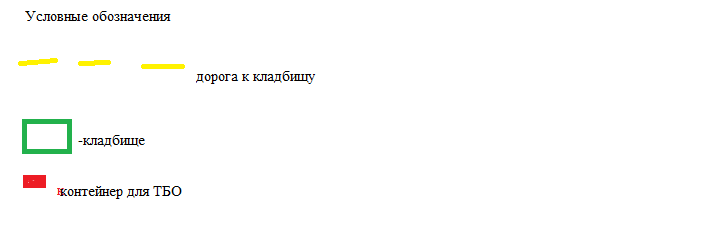 Условные обозначения
дорога к кладбищу
-кладбище
контейнер для ТБО